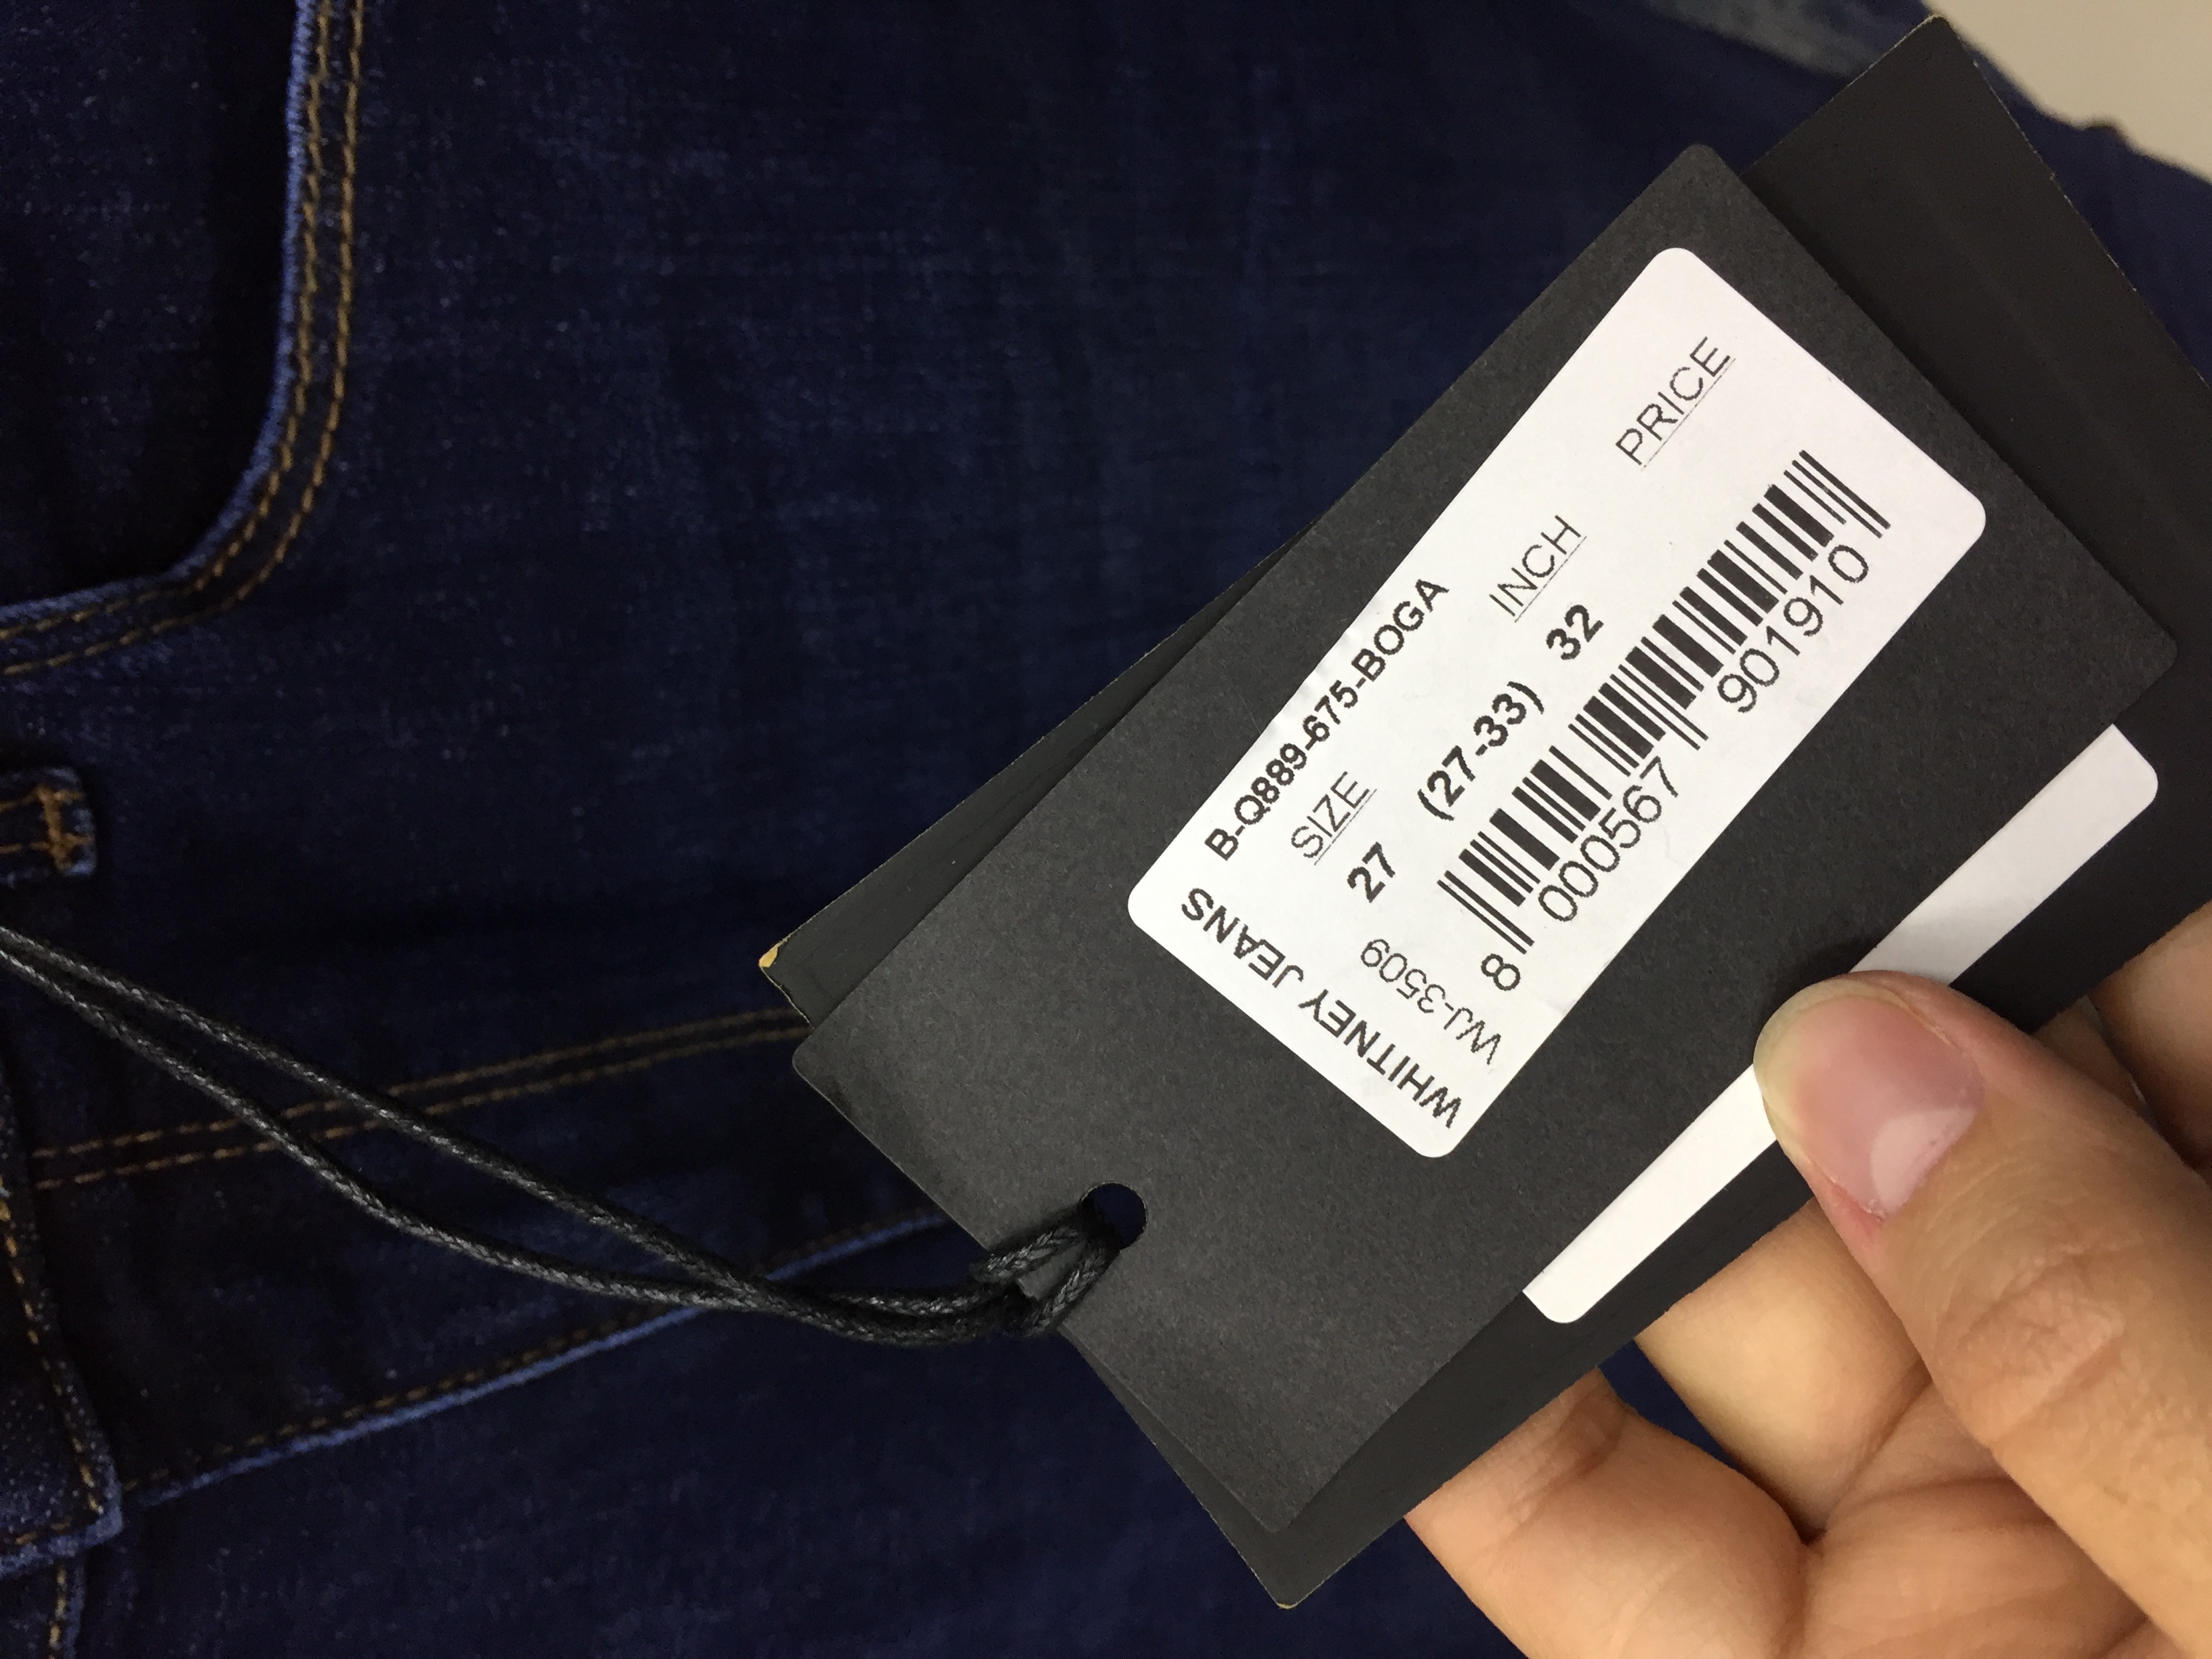 WHITNEY JEANS
WJ-3509
B-Q889-675-BOGA
SIZE INCH PRICE
27 (27-33) 32
8 000567 901910